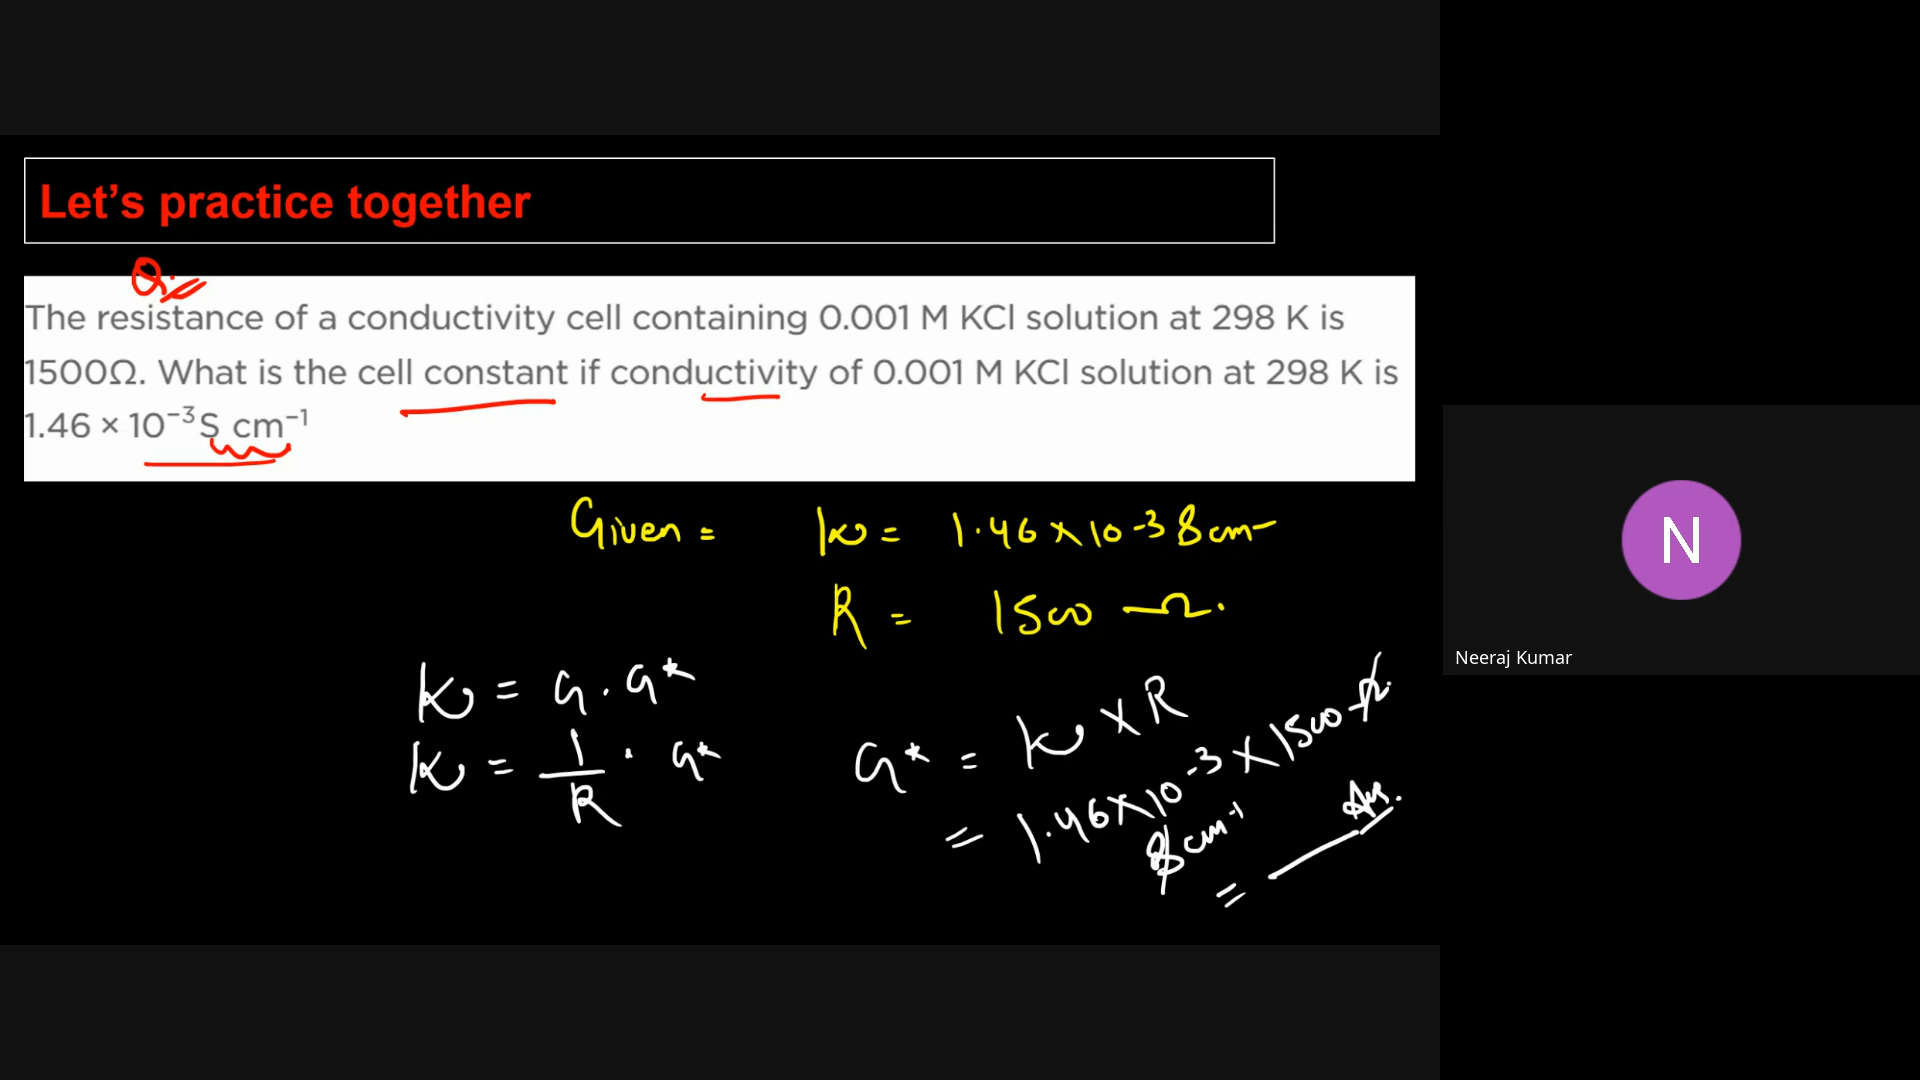 Let's practice together
Q.
The resistance of a conductivity cell containing 0.001 M KCl solution at 298 K is
1500Ω. What is the cell constant if conductivity of 0.001 M KCl solution at 298 K is
1.46 × 10⁻³S cm⁻¹
Given = K = 1.46 × 10⁻³ S cm⁻
R = 1500 Ω.
K = G . G*
K = 1/R . G*
G* = K × R
= 1.46 × 10⁻³ × 1500 Ω.
S cm⁻¹
= Ans.
N
Neeraj Kumar